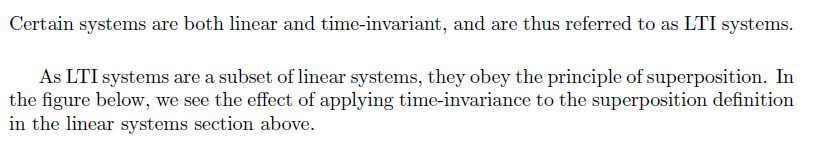 Certain systems are both linear and time-invariant, and are thus referred to as LTI systems.
As LTI systems are a subset of linear systems, they obey the principle of superposition. In
the figure below, we see the effect of applying time-invariance to the superposition definition
in the linear systems section above.